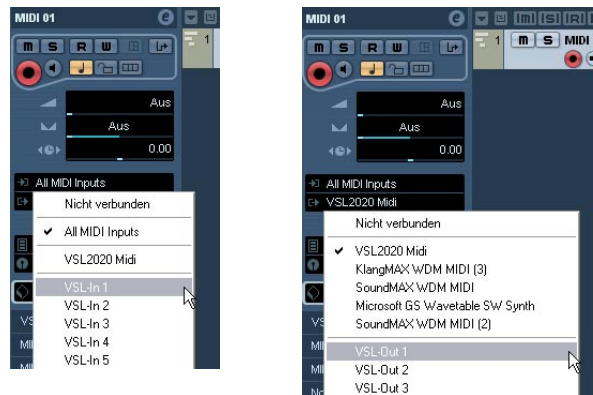 MIDI 01
M S R W
Aus
Aus
0.00
All MIDI Inputs
Nicht verbunden
✓ All MIDI Inputs
VSL2020 Midi
VSL-In 1
VSL-In 2
VSL-In 3
VSL-In 4
VSL-In 5
1
MIDI 01
M S R W
Aus
Aus
0.00
All MIDI Inputs
VSL2020 Midi
Nicht verbunden
✓ VSL2020 Midi
KlangMAX WDM MIDI (3)
SoundMAX WDM MIDI
Microsoft GS Wavetable SW Synth
SoundMAX WDM MIDI (2)
VSL-Out 1
VSL-Out 2
VSL-Out 3
M S R
1 M S MIDI